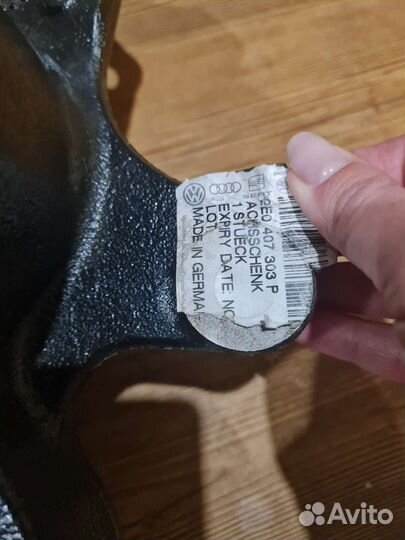 2E0 407 303 P
ACHSSCHENK
1.STUECK
EXPIRY DATE: NO
LOT
MADE IN GERMA
Avito